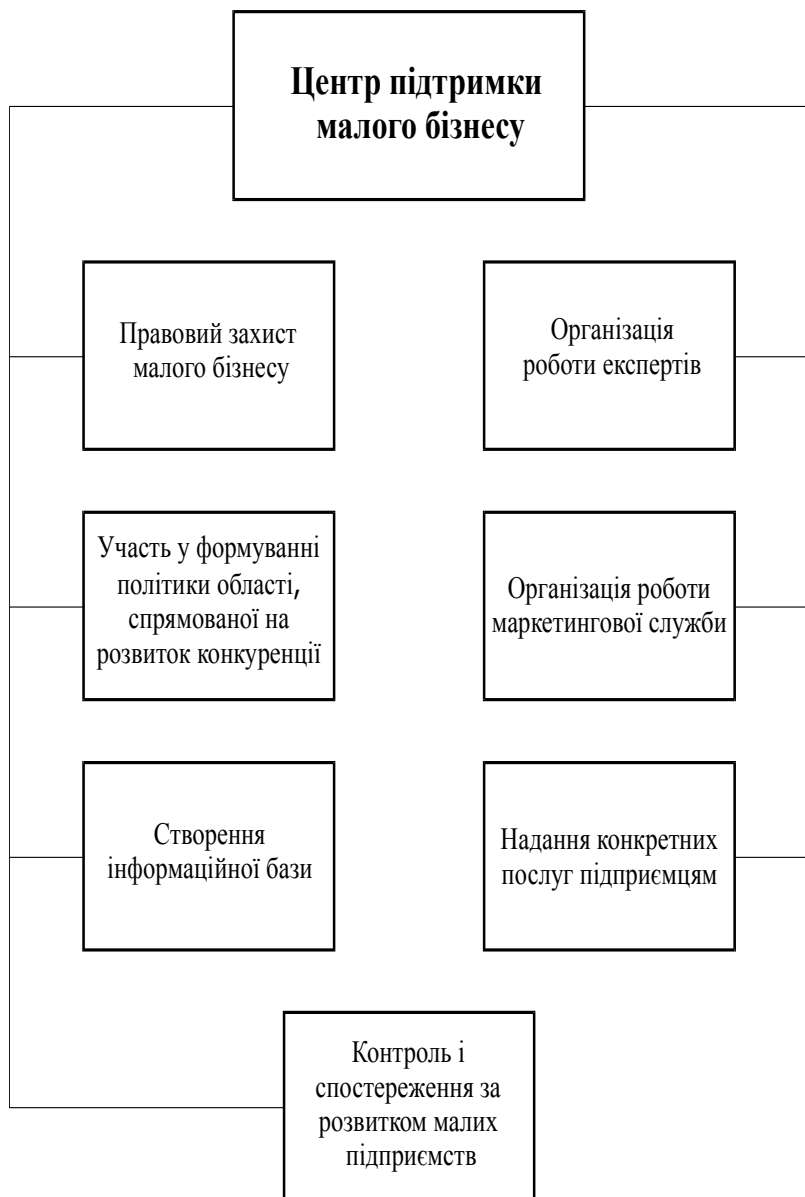 Центр підтримки
малого бізнесу
Правовий захист
малого бізнесу
Організація
роботи експертів
Участь у формуванні
політики області,
спрямованої на
розвиток конкуренції
Організація роботи
маркетингової служби
Створення
інформаційної бази
Надання конкретних
послуг підприємцям
Контроль і
спостереження за
розвитком малих
підприємств